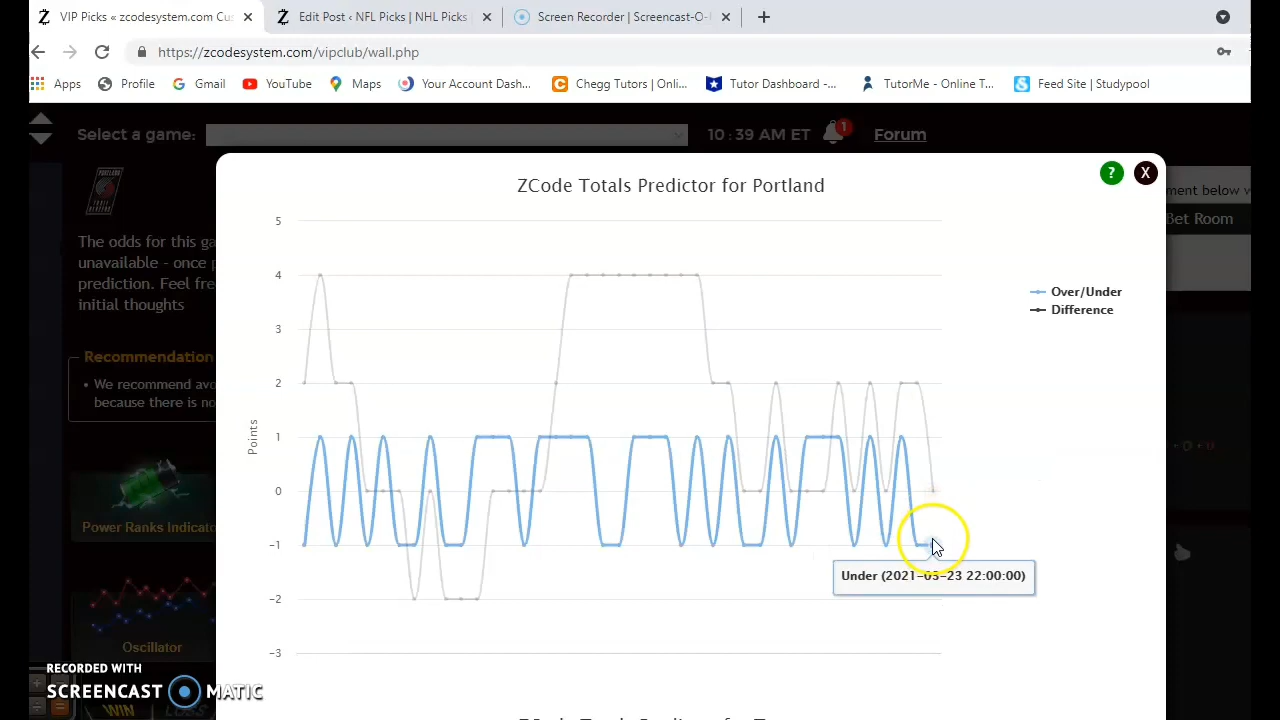 VIP Picks « zcodesystem.com Cus
Edit Post ‹ NFL Picks | NHL Picks
Screen Recorder | Screencast-O-
https://zcodesystem.com/vipclub/wall.php
Apps Profile Gmail YouTube Maps Your Account Dash... Chegg Tutors | Onli... Tutor Dashboard -... TutorMe - Online T... Feed Site | Studypool
Select a game: 10:39 AM ET 1 Forum
ZCode Totals Predictor for Portland
? X
ment below w
Bet Room
PORTLAND
The odds for this ga
unavailable - once p
prediction. Feel fre
initial thoughts
Recommendation
• We recommend avo
because there is no
Power Ranks Indicato
Oscillator
5
4
3
2
1
0
-1
-2
-3
Points
Over/Under
Difference
Under (2021-03-23 22:00:00)
RECORDED WITH
SCREENCAST MATIC
WIN